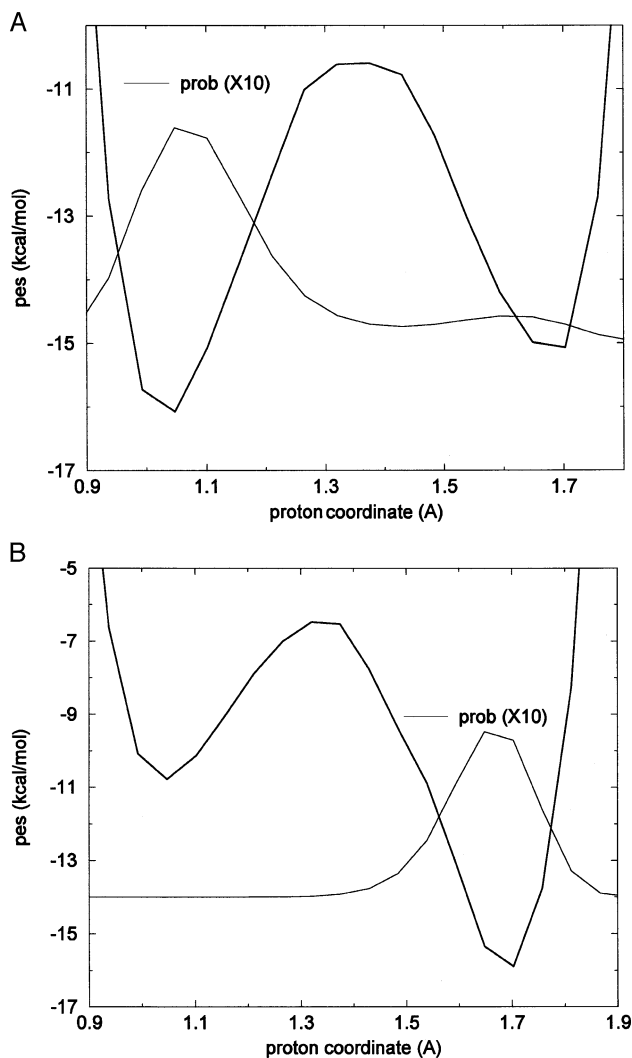 A
prob (X10)
pes (kcal/mol)
-11
-13
-15
-17
0.9 1.1 1.3 1.5 1.7
proton coordinate (A)
B
prob (X10)
pes (kcal/mol)
-5
-7
-9
-11
-13
-15
-17
0.9 1.1 1.3 1.5 1.7 1.9
proton coordinate (A)